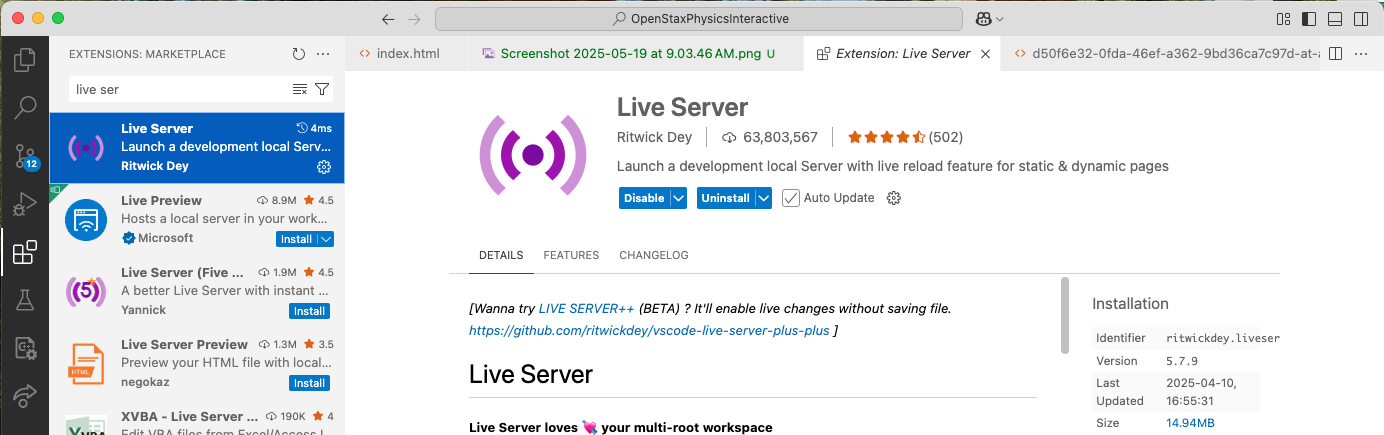 OpenStaxPhysicsInteractive
EXTENSIONS: MARKETPLACE
live ser
Live Server 4ms
Launch a development local Serv...
Ritwick Dey
Live Preview 8.9M 4.5
Hosts a local server in your work...
Microsoft Install
Live Server (Five ... 1.9M 4.5
A better Live Server with instant ...
Yannick Install
Live Server Preview 1.3M 3.5
Preview your HTML file with local...
negokaz Install
XVBA - Live Server ... 190K 4
Edit VBA files from Excel/Access
12
5
HTML
XVBA
index.html
Screenshot 2025-05-19 at 9.03.46 AM.png U
Extension: Live Server
d50f6e32-0fda-46ef-a362-9bd36ca7c97d-at-a
Live Server
Ritwick Dey 63,803,567 (502)
Launch a development local Server with live reload feature for static & dynamic pages
Disable Uninstall Auto Update
DETAILS FEATURES CHANGELOG
[Wanna try LIVE SERVER++ (BETA) ? It'll enable live changes without saving file.
https://github.com/ritwickdey/vscode-live-server-plus-plus ]
Live Server
Live Server loves 💘 your multi-root workspace
Installation
Identifier ritwickdey.liveser
Version 5.7.9
Last 2025-04-10,
Updated 16:55:31
Size 14.94MB